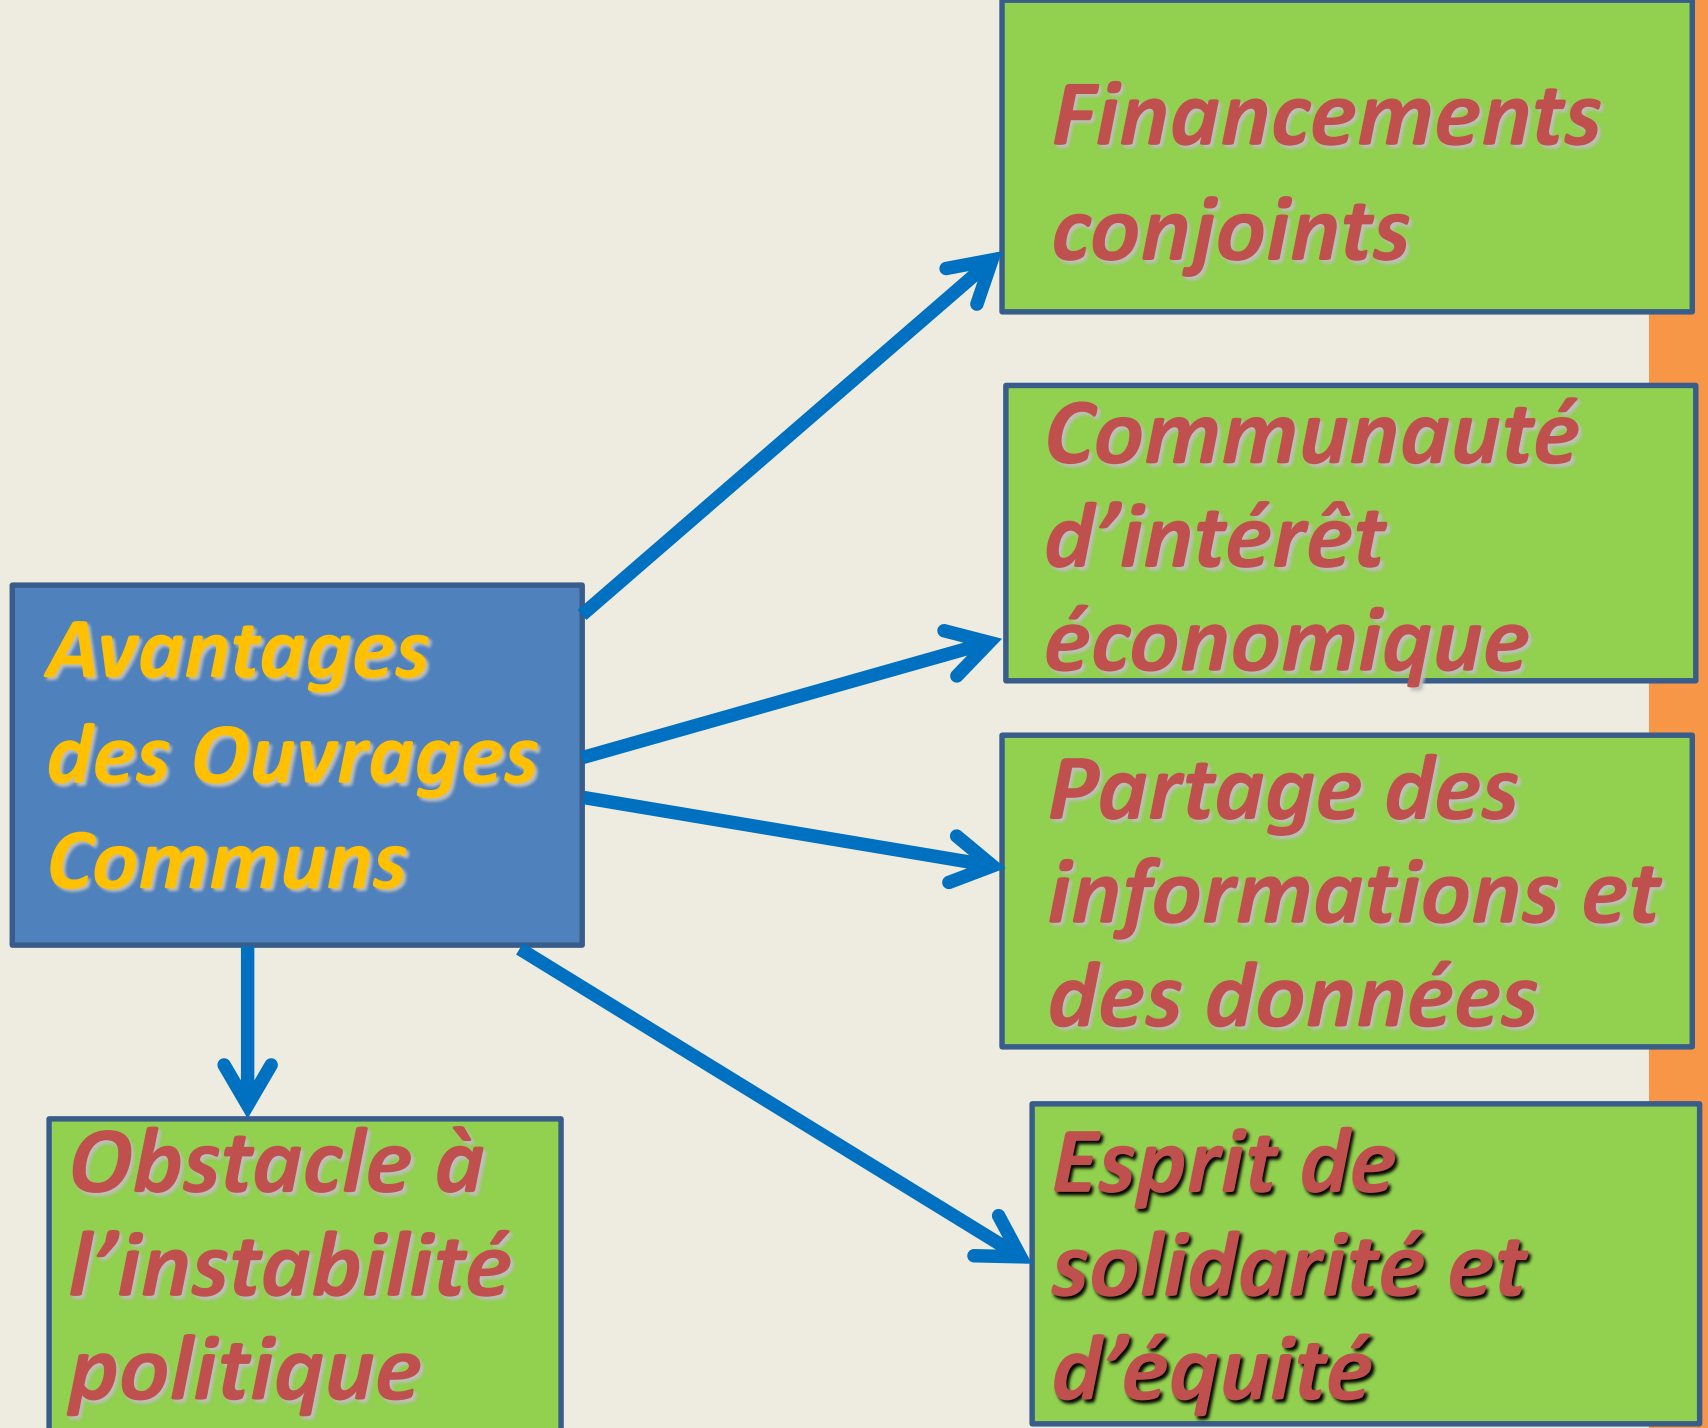 Financements
conjoints
Communauté
d’intérêt
économique
Avantages
des Ouvrages
Communs
Partage des
informations et
des données
Obstacle à
l’instabilité
politique
Esprit de
solidarité et
d’équité